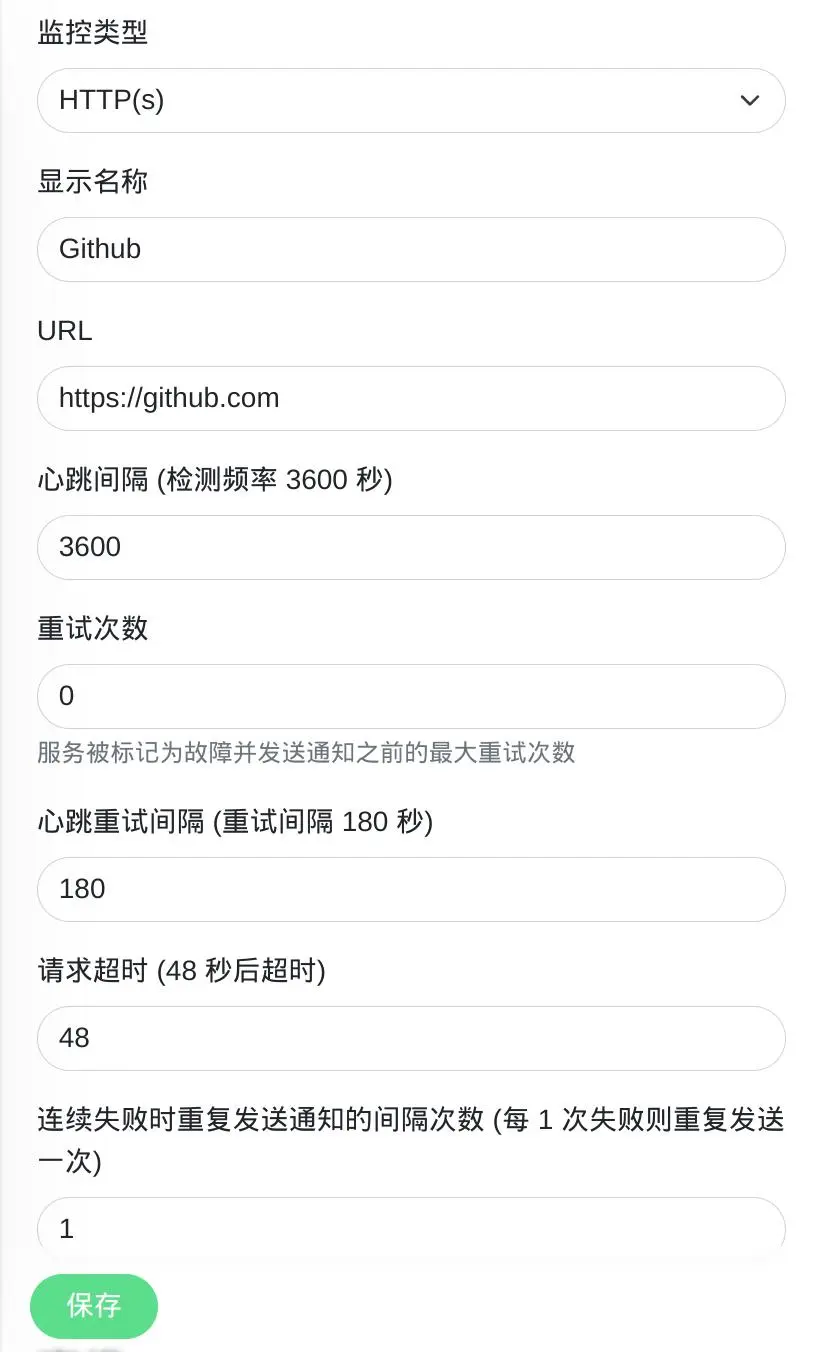 监控类型
HTTP(s)
显示名称
Github
URL
https://github.com
心跳间隔 (检测频率 3600 秒)
3600
重试次数
0
服务被标记为故障并发送通知之前的最大重试次数
心跳重试间隔 (重试间隔 180 秒)
180
请求超时 (48 秒后超时)
48
连续失败时重复发送通知的间隔次数 (每 1 次失败则重复发送
一次)
1
保存